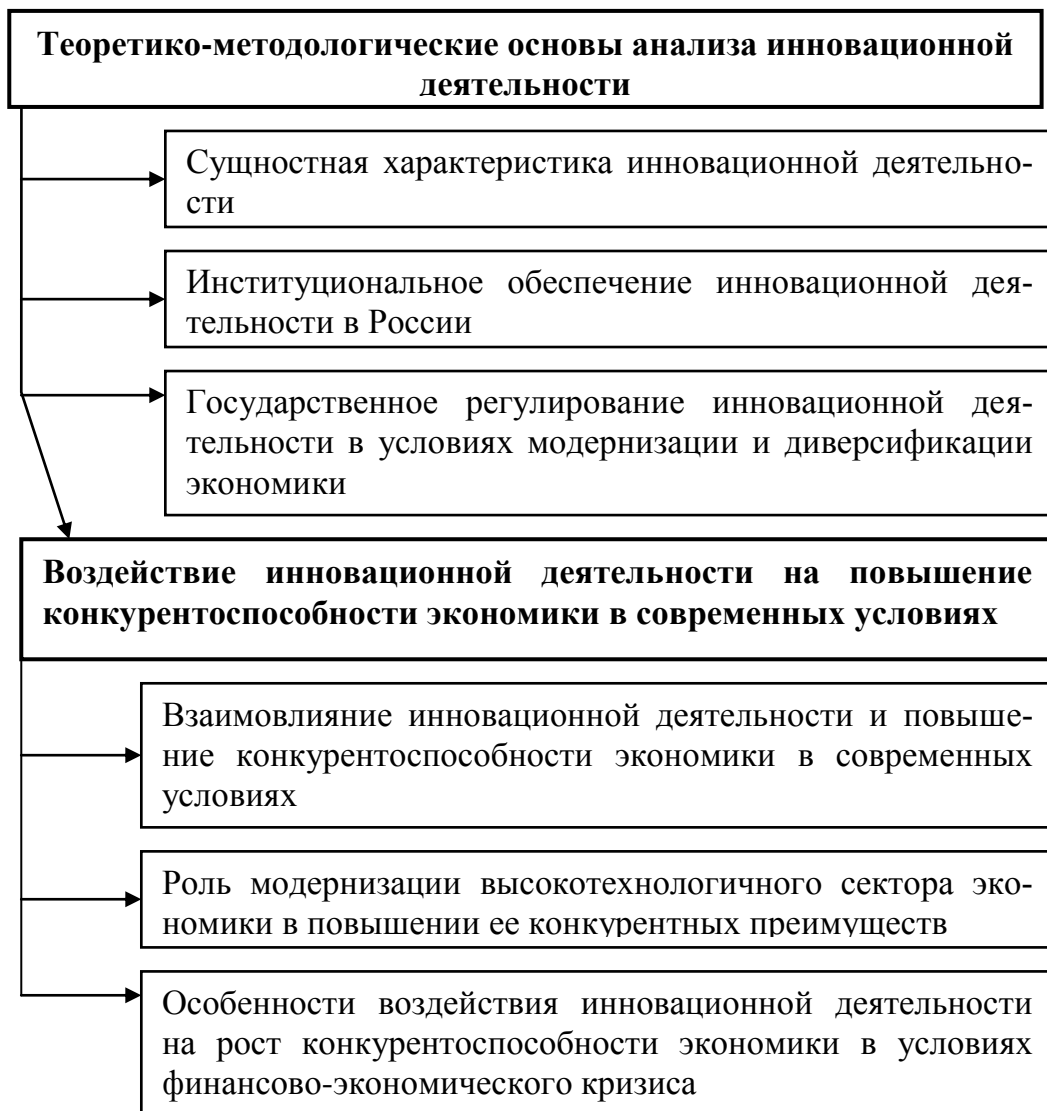 Теоретико-методологические основы анализа инновационной
деятельности
Сущностная характеристика инновационной деятельно-
сти
Институциональное обеспечение инновационной дея-
тельности в России
Государственное регулирование инновационной дея-
тельности в условиях модернизации и диверсификации
экономики
Воздействие инновационной деятельности на повышение
конкурентоспособности экономики в современных условиях
Взаимовлияние инновационной деятельности и повыше-
ние конкурентоспособности экономики в современных
условиях
Роль модернизации высокотехнологичного сектора эко-
номики в повышении ее конкурентных преимуществ
Особенности воздействия инновационной деятельности
на рост конкурентоспособности экономики в условиях
финансово-экономического кризиса